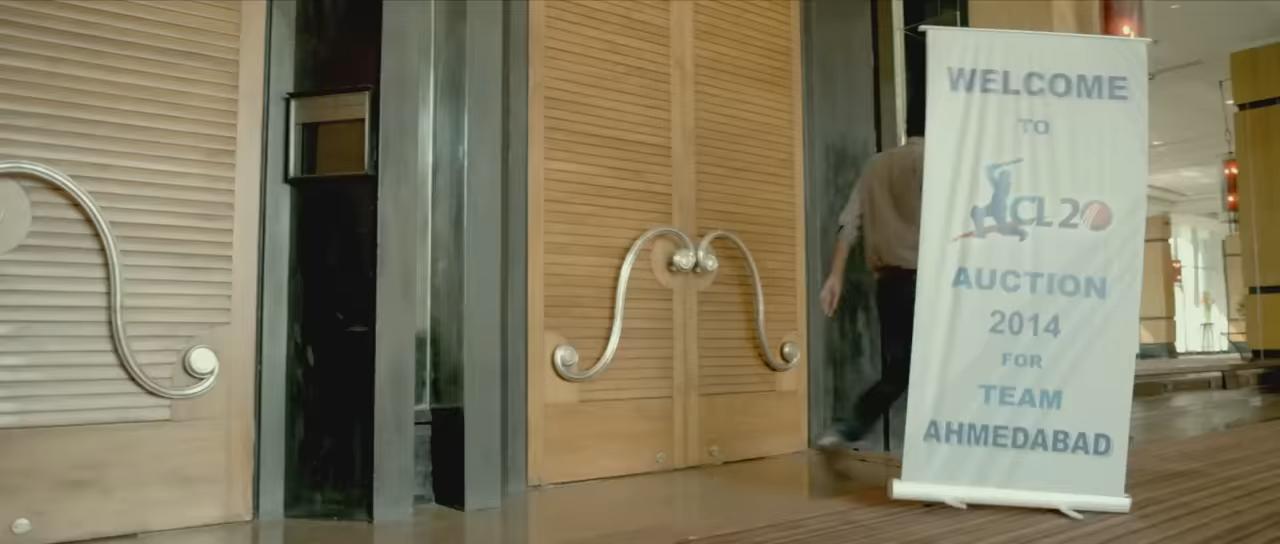 WELCOME
TO
CL 20
AUCTION
2014
FOR
TEAM
AHMEDABAD